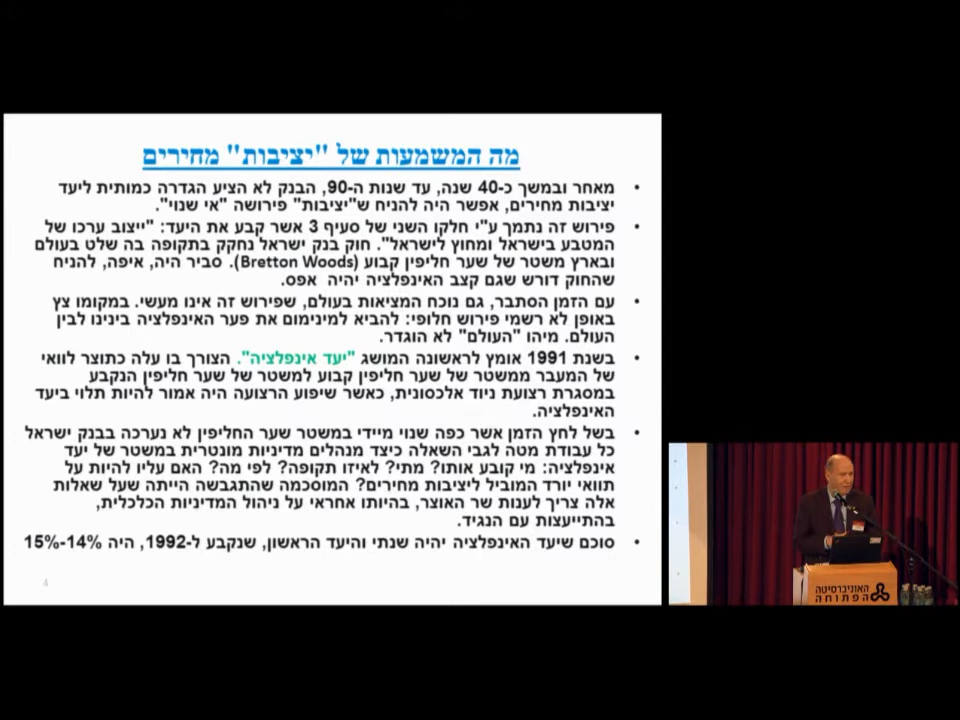 מה המשמעות של "יציבות" מחירים
• מאחר ובמשך כ-40 שנה, עד שנות ה-90, הבנק לא הציע הגדרה כמותית ליעד
יציבות מחירים, אפשר היה להניח ש"יציבות" פירושה "אי שנוי".
• פירוש זה נתמך ע"י חלקו השני של סעיף 3 אשר קבע את היעד: "ייצוב ערכו של
המטבע בישראל ומחוץ לישראל". חוק בנק ישראל נחקק בתקופה בה שלט בעולם
ובארץ משטר של שער חליפין קבוע (Bretton Woods). סביר היה, איפה, להניח
שהחוק דורש שגם קצב האינפלציה יהיה אפס.
• עם הזמן הסתבר, גם נוכח המציאות בעולם, שפירוש זה אינו מעשי. במקומו צץ
באופן לא רשמי פירוש חלופי: להביא למינימום את פער האינפלציה בינינו לבין
העולם. מיהו "העולם" לא הוגדר.
• בשנת 1991 אומץ לראשונה המושג "יעד אינפלציה". הצורך בו עלה כתוצר לוואי
של המעבר ממשטר של שער חליפין קבוע למשטר של שער חליפין הנקבע
במסגרת רצועת ניוד אלכסונית, כאשר שיפוע הרצועה היה אמור להיות תלוי ביעד
האינפלציה.
• בשל לחץ הזמן אשר כפה שנוי מיידי במשטר שער החליפין לא נערכה בבנק ישראל
כל עבודת מטה לגבי השאלה כיצד מנהלים מדיניות מונטרית במשטר של יעד
אינפלציה: מי קובע אותו? מתי? לאיזו תקופה? לפי מה? האם עליו להיות על
תוואי יורד המוביל ליציבות מחירים? המוסכמה שהתגבשה הייתה שעל שאלות
אלה צריך לענות שר האוצר, בהיותו אחראי על ניהול המדיניות הכלכלית,
בהתייעצות עם הנגיד.
• סוכם שיעד האינפלציה יהיה שנתי והיעד הראשון, שנקבע ל-1992, היה 14%-15%
4
האוניברסיטה
הפתוחה